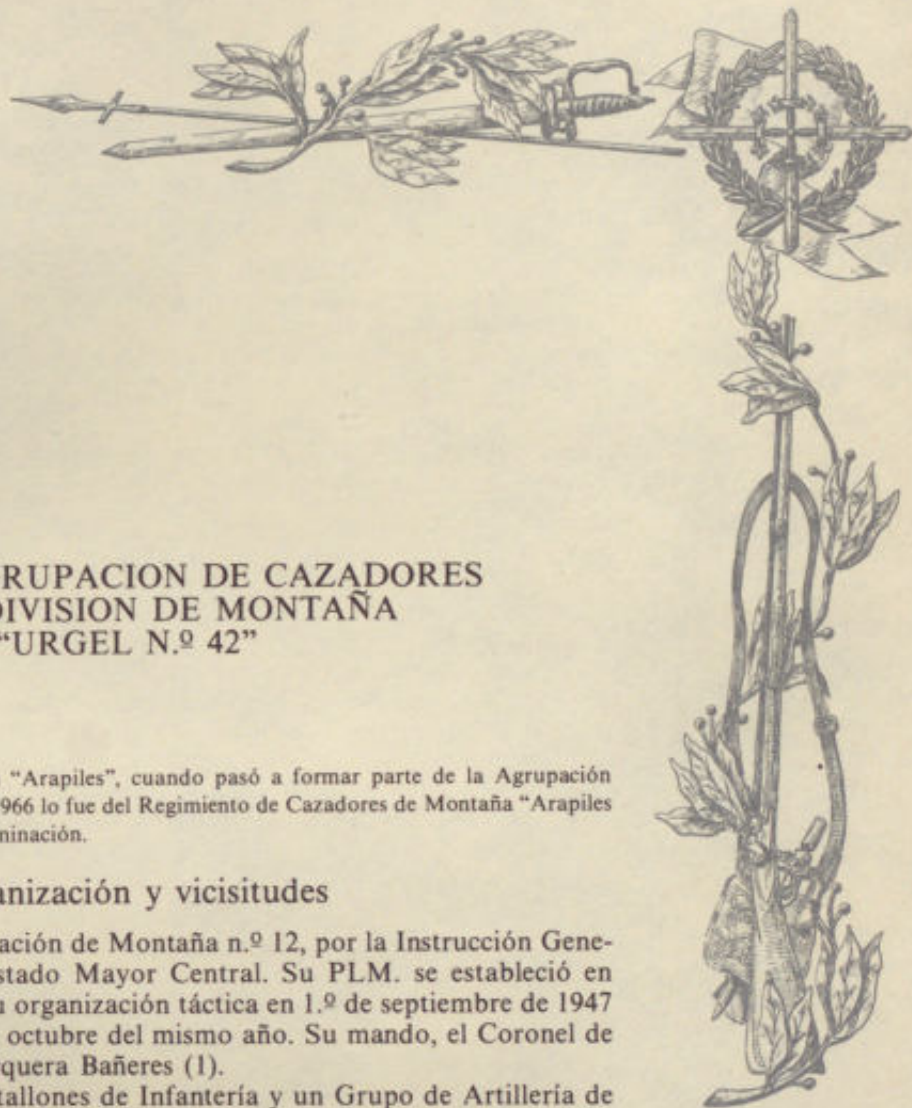 RUPACION DE CAZADORES
DIVISION DE MONTAÑA
“URGEL N.º 42”
“Arapiles”, cuando pasó a formar parte de la Agrupación
966 lo fue del Regimiento de Cazadores de Montaña “Arapiles
minación.
anización y vicisitudes
ación de Montaña n.º 12, por la Instrucción Gene-
stado Mayor Central. Su PLM. se estableció en
u organización táctica en 1.º de septiembre de 1947
octubre del mismo año. Su mando, el Coronel de
quera Bañeres (1).
tallones de Infantería y un Grupo de Artillería de